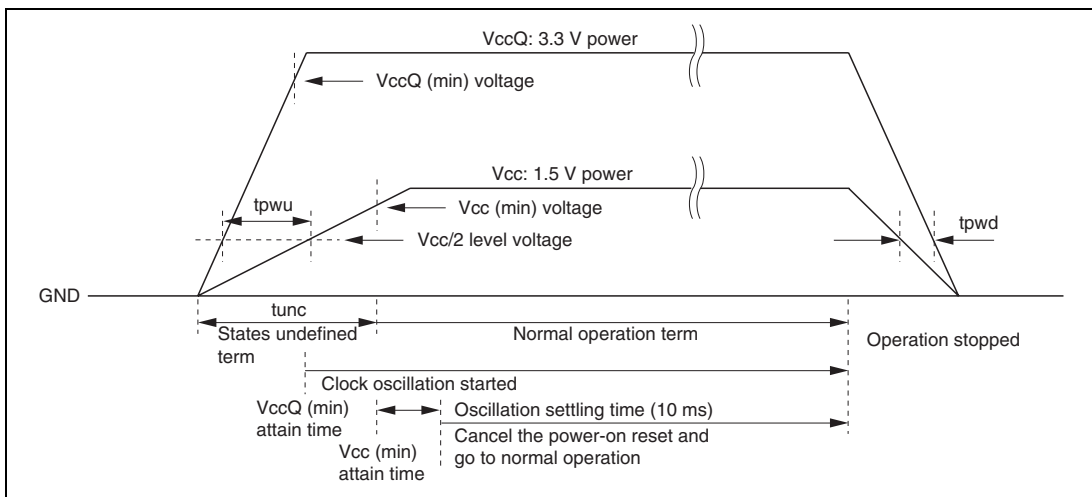 VccQ: 3.3 V power
VccQ (min) voltage
Vcc: 1.5 V power
tpwu
Vcc (min) voltage
Vcc/2 level voltage
tpwd
GND
tunc
States undefined
term
Normal operation term
Operation stopped
Clock oscillation started
VccQ (min)
attain time
Oscillation settling time (10 ms)
Cancel the power-on reset and
go to normal operation
Vcc (min)
attain time